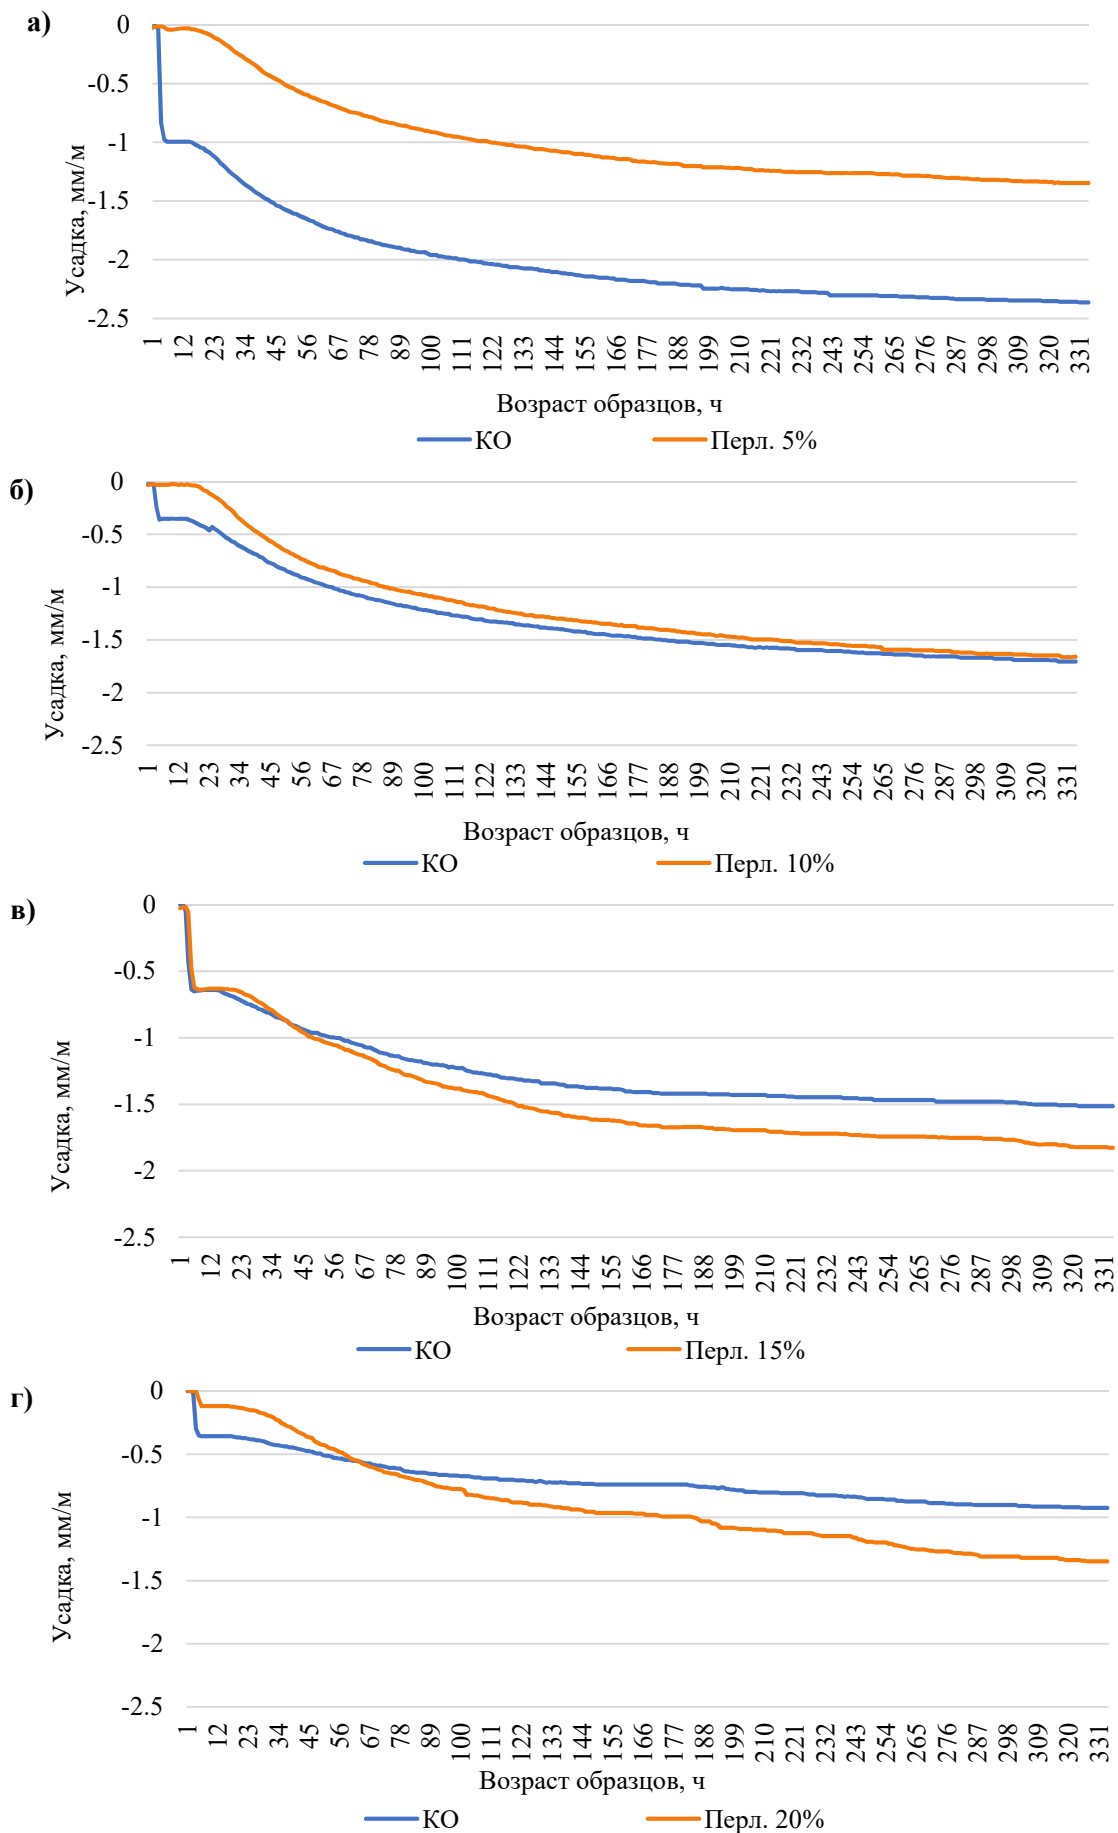 а)
0
-0.5
-1
-1.5
-2
-2.5
Усадка, мм/м
1 12 23 34 45 56 67 78 89 100 111 122 133 144 155 166 177 188 199 210 221 232 243 254 265 276 287 298 309 320 331
Возраст образцов, ч
КО Перл. 5%
б)
0
-0.5
-1
-1.5
-2
-2.5
Усадка, мм/м
1 12 23 34 45 56 67 78 89 100 111 122 133 144 155 166 177 188 199 210 221 232 243 254 265 276 287 298 309 320 331
Возраст образцов, ч
КО Перл. 10%
в)
0
-0.5
-1
-1.5
-2
-2.5
Усадка, мм/м
1 12 23 34 45 56 67 78 89 100 111 122 133 144 155 166 177 188 199 210 221 232 243 254 265 276 287 298 309 320 331
Возраст образцов, ч
КО Перл. 15%
г)
0
-0.5
-1
-1.5
-2
-2.5
Усадка, мм/м
1 12 23 34 45 56 67 78 89 100 111 122 133 144 155 166 177 188 199 210 221 232 243 254 265 276 287 298 309 320 331
Возраст образцов, ч
КО Перл. 20%